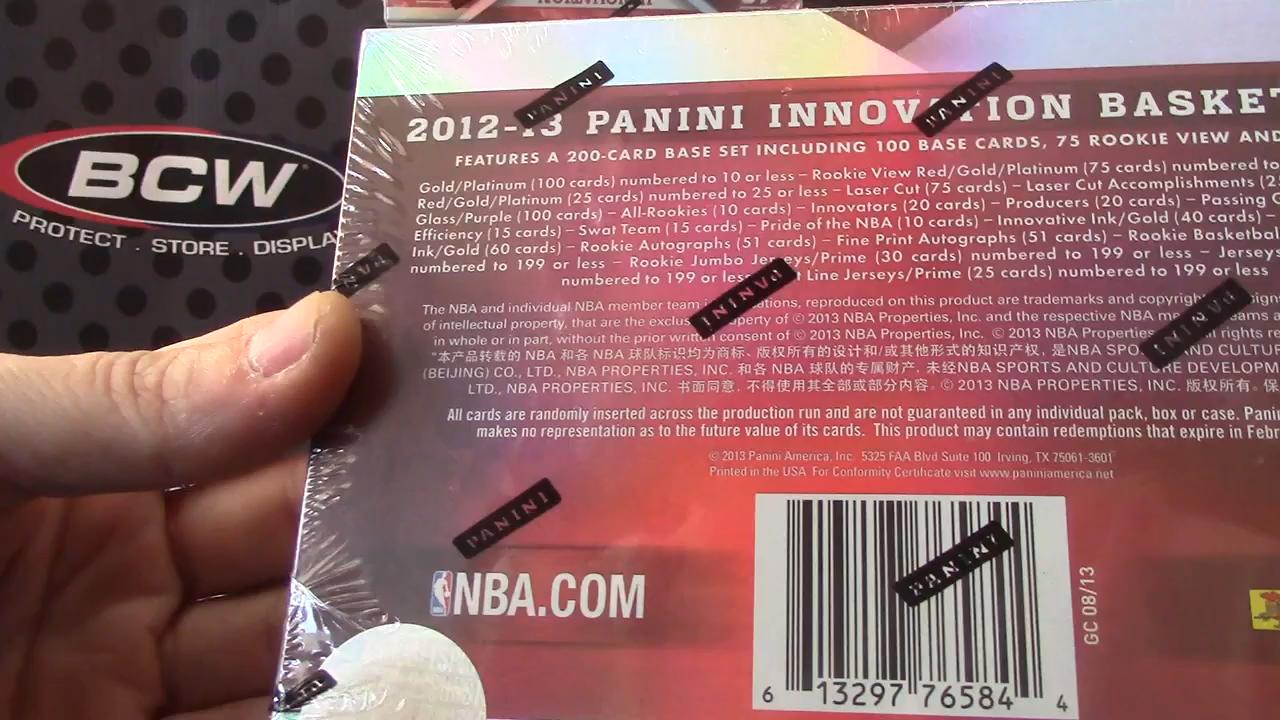 2012-13 PANINI INNOVATION BASKET
FEATURES A 200-CARD BASE SET INCLUDING 100 BASE CARDS, 75 ROOKIE VIEW AND
Gold/Platinum (100 cards) numbered to 10 or less – Rookie View Red/Gold/Platinum (75 cards) numbered to
Red/Gold/Platinum (25 cards) numbered to 25 or less – Laser Cut (75 cards) – Laser Cut Accomplishments (2
Glass/Purple (100 cards) – All-Rookies (10 cards) – Innovators (20 cards) – Producers (20 cards) – Passing
Efficiency (15 cards) – Swat Team (15 cards) – Pride of the NBA (10 cards) – Innovative Ink/Gold (40 cards) –
Ink/Gold (60 cards) – Rookie Autographs (51 cards) – Fine Print Autographs (51 cards) – Rookie Basketbal
numbered to 199 or less – Rookie Jumbo Jerseys/Prime (30 cards) numbered to 199 or less – Jerseys
numbered to 199 or less Line Jerseys/Prime (25 cards) numbered to 199 or less
The NBA and individual NBA member team reproduced on this product are trademarks and copyright
of intellectual property, that are the exclus property of © 2013 NBA Properties, Inc. and the respective NBA
in whole or in part, without the prior written of © 2013 NBA Properties, Inc. © 2013 NBA Properties rights re
"本产品转载的 NBA 和各 NBA 球队标识均为商标、版权所有的设计和/或其他形式的知识产权, 是NBA SPO AND CULTUR
(BEIJING) CO., LTD., NBA PROPERTIES, INC. 和各 NBA 球队的专属财产. 未经NBA SPORTS AND CULTURE DEVELOPM
LTD., NBA PROPERTIES, INC. 书面同意, 不得使用其全部或部分内容。© 2013 NBA PROPERTIES, INC. 版权所有。保
All cards are randomly inserted across the production run and are not guaranteed in any individual pack, box or case. Pani
makes no representation as to the future value of its cards. This product may contain redemptions that expire in Febr
© 2013 Panini America, Inc. 5325 FAA Blvd Suite 100 Irving, TX 75061-3601
Printed in the USA For Conformity Certificate visit www.paniniamerica.net
NBA.COM
GC 08/13
6 13297 76584 4
PANINI
PANINI
PANINI
PANINI
PANINI
PANINI
BCW
PROTECT . STORE . DISPLA